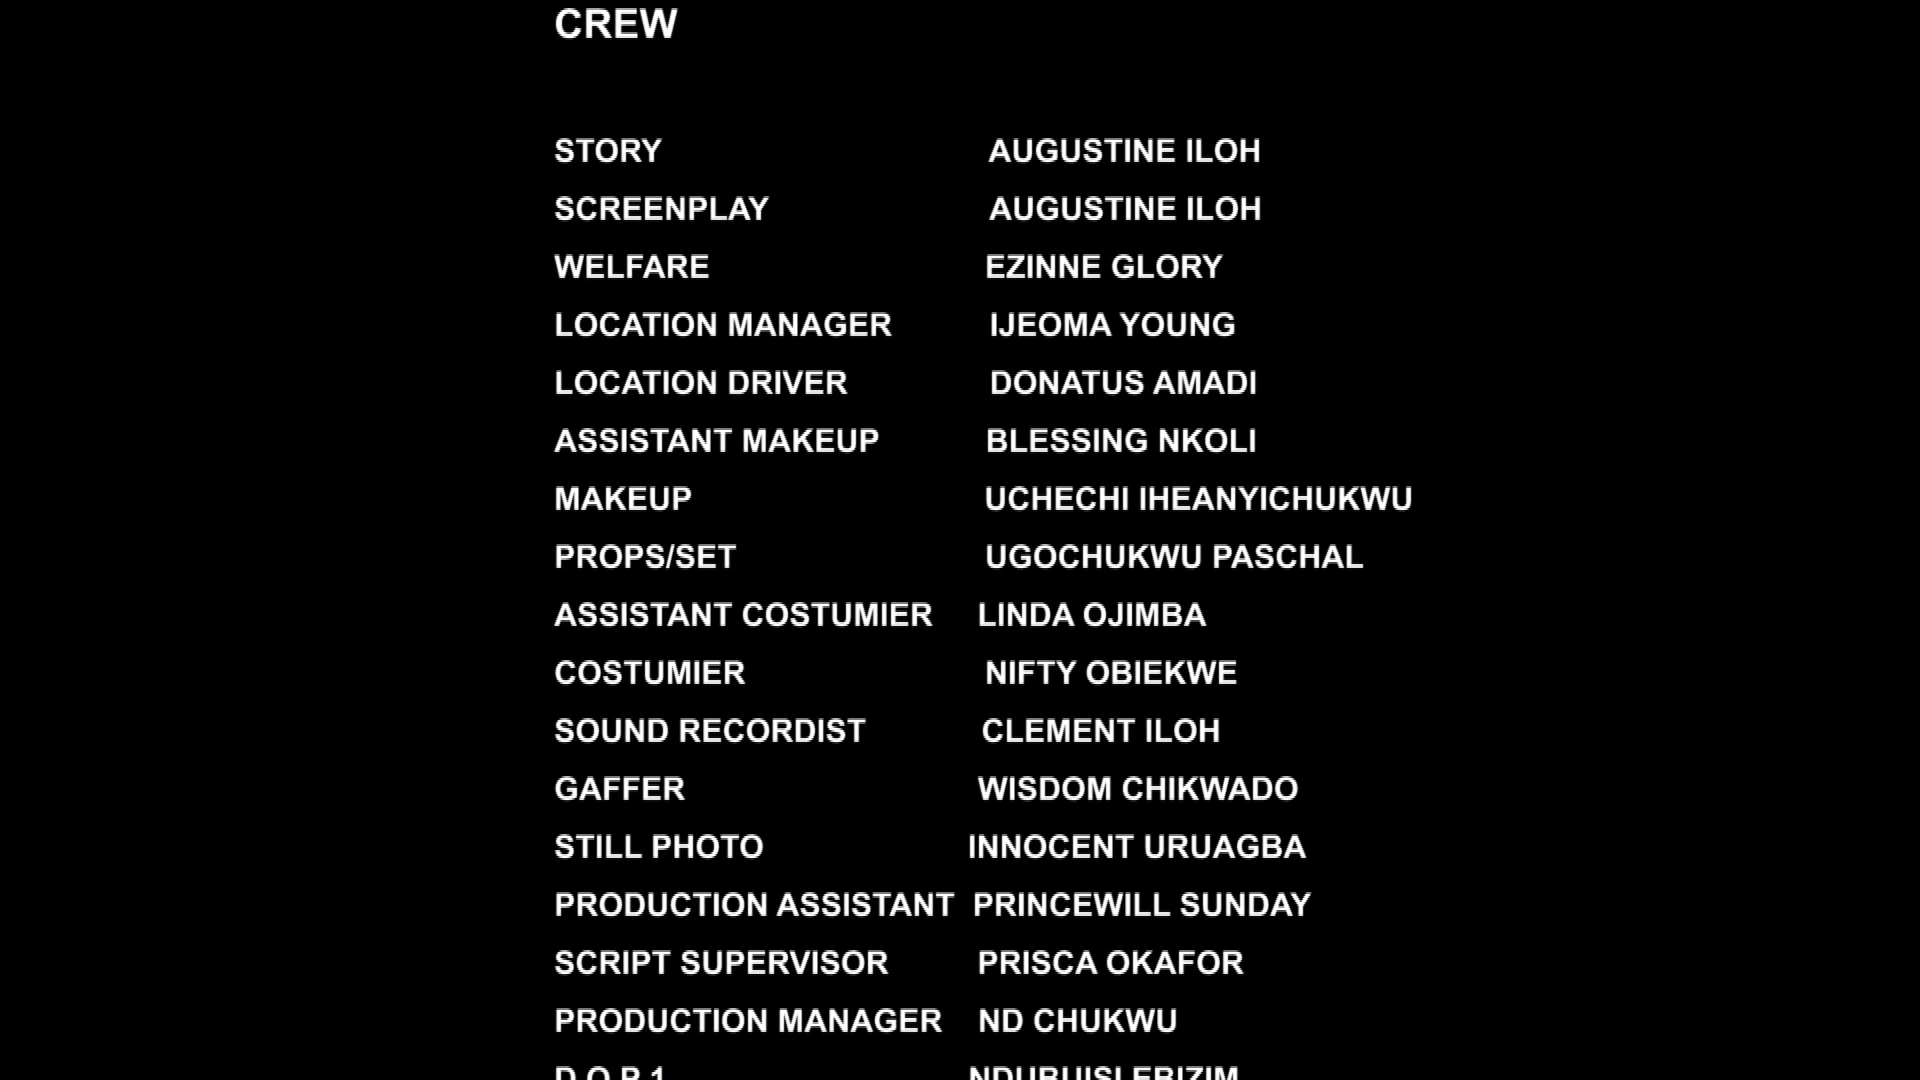 CREW
STORY AUGUSTINE ILOH
SCREENPLAY AUGUSTINE ILOH
WELFARE EZINNE GLORY
LOCATION MANAGER IJEOMA YOUNG
LOCATION DRIVER DONATUS AMADI
ASSISTANT MAKEUP BLESSING NKOLI
MAKEUP UCHECHI IHEANYICHUKWU
PROPS/SET UGOCHUKWU PASCHAL
ASSISTANT COSTUMIER LINDA OJIMBA
COSTUMIER NIFTY OBIEKWE
SOUND RECORDIST CLEMENT ILOH
GAFFER WISDOM CHIKWADO
STILL PHOTO INNOCENT URUAGBA
PRODUCTION ASSISTANT PRINCEWILL SUNDAY
SCRIPT SUPERVISOR PRISCA OKAFOR
PRODUCTION MANAGER ND CHUKWU
D.O.P 1 NDUBUISI EBIZIM